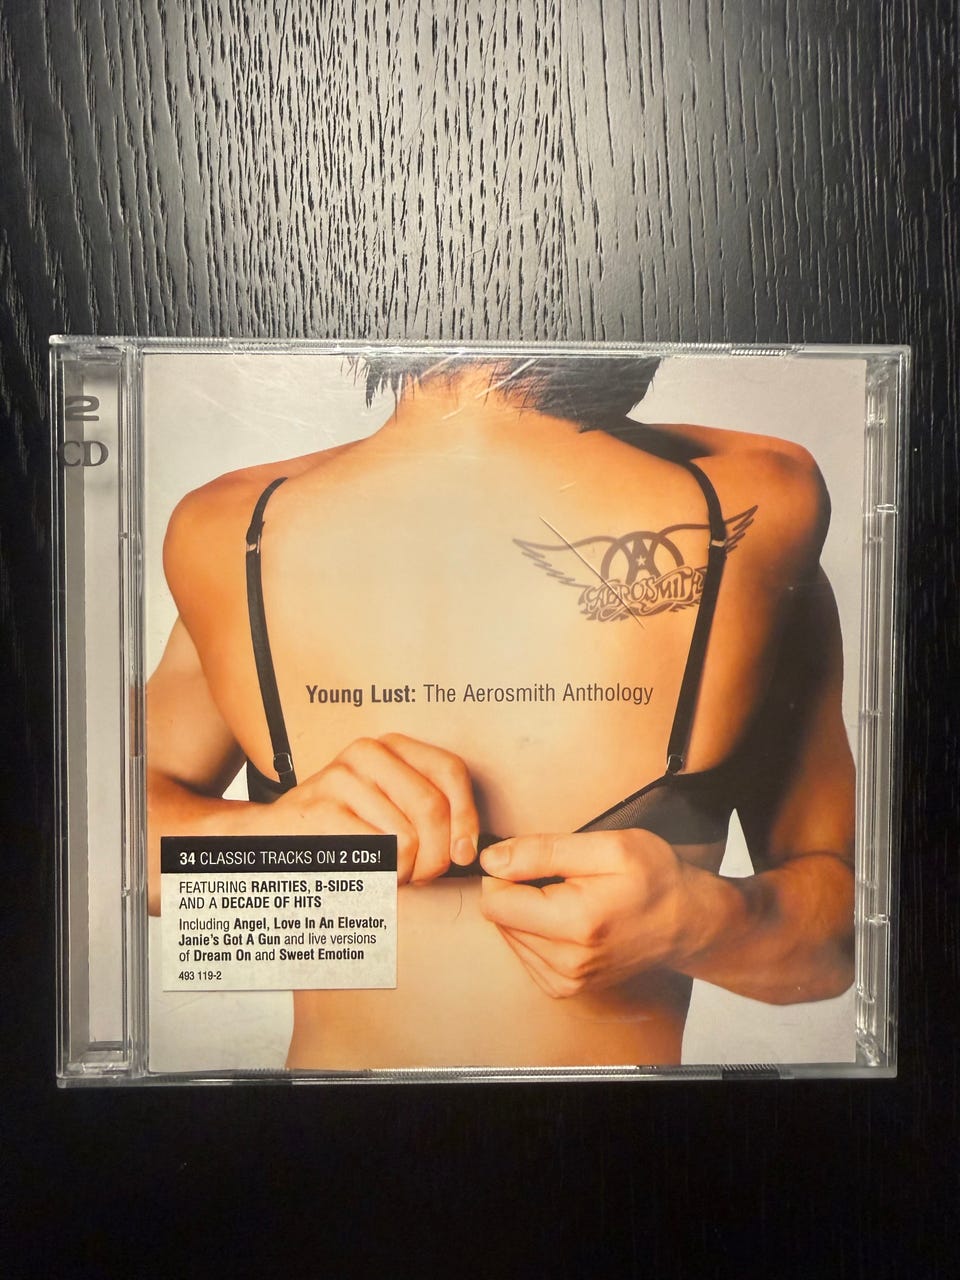 2
CD
AEROSMITH
Young Lust: The Aerosmith Anthology
34 CLASSIC TRACKS ON 2 CDs!
FEATURING RARITIES, B-SIDES
AND A DECADE OF HITS
Including Angel, Love In An Elevator,
Janie's Got A Gun and live versions
of Dream On and Sweet Emotion
493 119-2